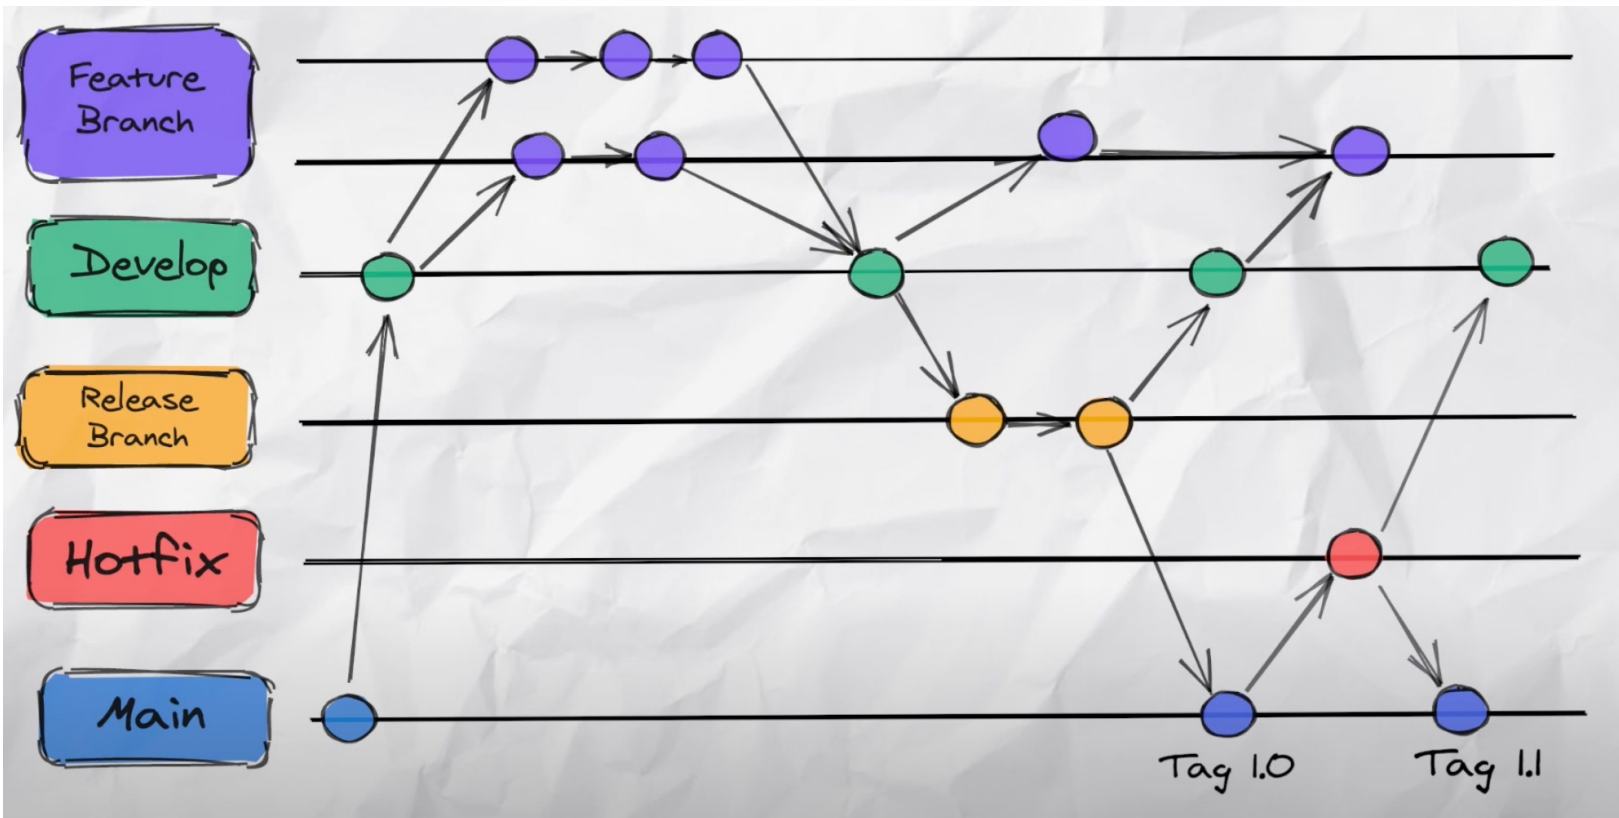 Feature
Branch
Develop
Release
Branch
Hotfix
Main
Tag 1.0
Tag 1.1